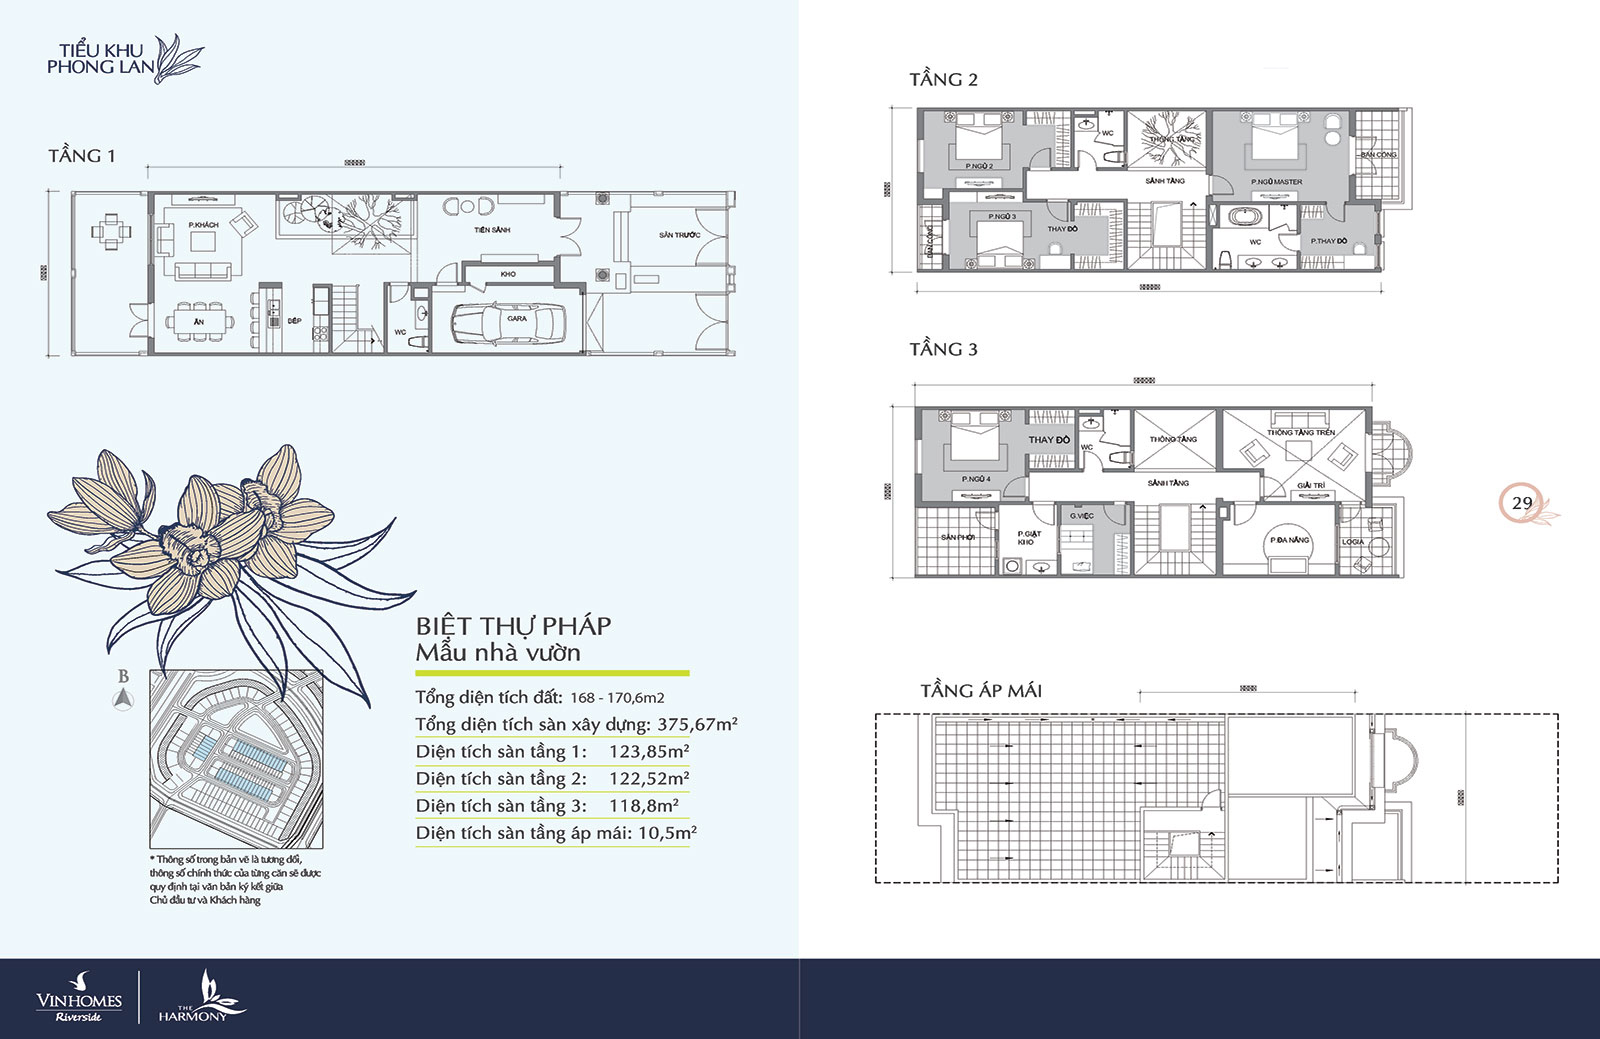 TIỂU KHU
PHONG LAN
TẦNG 1
P.KHÁCH
TIỀN SẢNH
SÂN TRƯỚC
KHO
ĂN
BẾP
WC
GARA
BIỆT THỰ PHÁP
Mẫu nhà vườn
Tổng diện tích đất: 168 - 170,6m2
Tổng diện tích sàn xây dựng: 375,67m²
Diện tích sàn tầng 1: 123,85m²
Diện tích sàn tầng 2: 122,52m²
Diện tích sàn tầng 3: 118,8m²
Diện tích sàn tầng áp mái: 10,5m²
B
* Thông số trong bản vẽ là tương đối,
thông số chính thức của từng căn sẽ được
quy định tại văn bản ký kết giữa
Chủ đầu tư và Khách hàng
VINHOMES
Riverside
THE
HARMONY
TẦNG 2
P.NGỦ 2
WC
THÔNG TẦNG
BAN CÔNG
SẢNH TẦNG
P.NGỦ MASTER
P.NGỦ 3
THAY ĐỒ
BAN CÔNG
WC
P.THAY ĐỒ
TẦNG 3
THAY ĐỒ
WC
THÔNG TẦNG
THÔNG TẦNG TRÊN
P.NGỦ 4
SẢNH TẦNG
GIẢI TRÍ
SÂN PHƠI
P.GIẶT
KHO
G.VIỆC
P.ĐA NĂNG
LOGIA
29
TẦNG ÁP MÁI